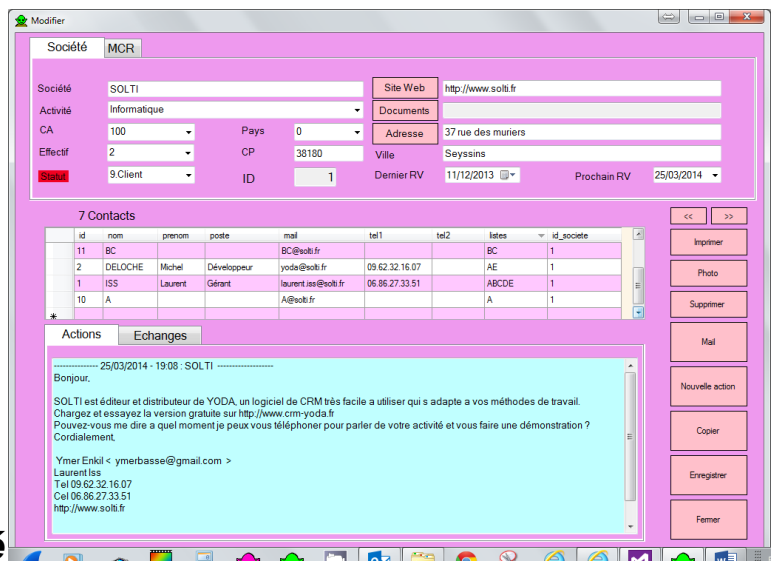 Modifier
Société MCR
Société SOLTI Site Web http://www.solti.fr
Activité Informatique Documents
CA 100 Pays 0 Adresse 37 rue des muriers
Effectif 2 CP 38180 Ville Seyssins
Statut 9.Client ID 1 Dernier RV 11/12/2013 Prochain RV 25/03/2014
7 Contacts << >>
id nom prenom poste mail tel1 tel2 listes id_societe
11 BC BC@solti.fr BC 1
2 DELOCHE Michel Développeur yoda@solti.fr 09.62.32.16.07 AE 1
1 ISS Laurent Gérant laurent.iss@solti.fr 06.86.27.33.51 ABCDE 1
10 A A@solti.fr A 1
Imprimer
Photo
Supprimer
Mail
Nouvelle action
Copier
Enregistrer
Fermer
Actions Echanges
--------------- 25/03/2014 - 19:08 : SOLTI -------------------
Bonjour,
SOLTI est éditeur et distributeur de YODA, un logiciel de CRM très facile a utiliser qui s adapte a vos méthodes de travail.
Chargez et essayez la version gratuite sur http://www.crm-yoda.fr
Pouvez-vous me dire a quel moment je peux vous téléphoner pour parler de votre activité et vous faire une démonstration ?
Cordialement,
Ymer Enkil < ymerbasse@gmail.com >
Laurent Iss
Tel 09.62.32.16.07
Cel 06.86.27.33.51
http://www.solti.fr
é